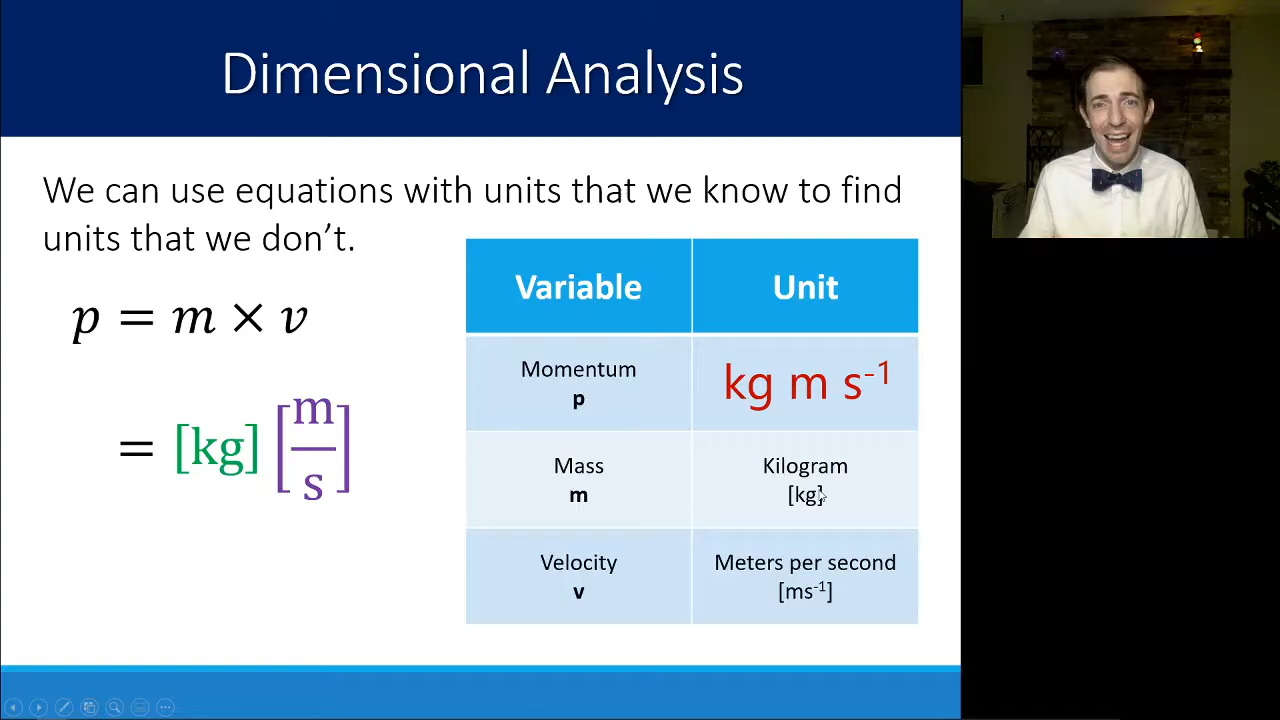 Dimensional Analysis
We can use equations with units that we know to find
units that we don't.
p = m × v
= [kg] [m/s]
Variable Unit
Momentum
p
kg m s⁻¹
Mass
m
Kilogram
[kg]
Velocity
v
Meters per second
[ms⁻¹]